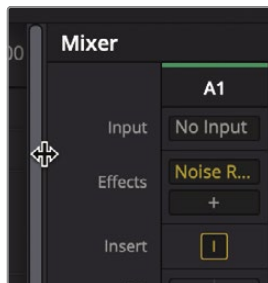 00
Mixer
A1
Input No Input
Effects Noise R...
+
Insert I